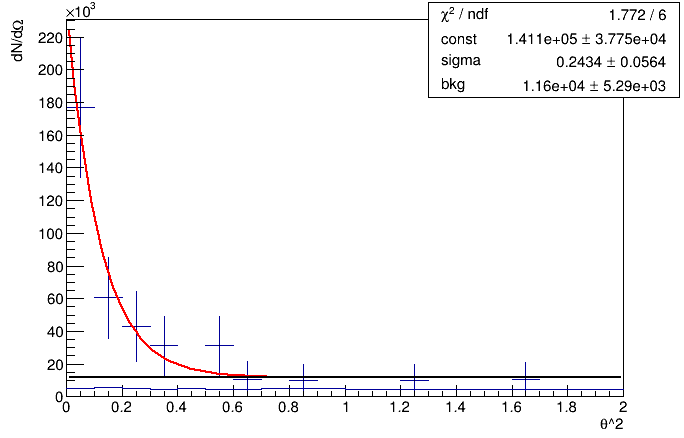 ×10³
χ² / ndf 1.772 / 6
const 1.411e+05 ± 3.775e+04
sigma 0.2434 ± 0.0564
bkg 1.16e+04 ± 5.29e+03
dN/dΩ
220
200
180
160
140
120
100
80
60
40
20
0
0 0.2 0.4 0.6 0.8 1 1.2 1.4 1.6 1.8 2
θ^2